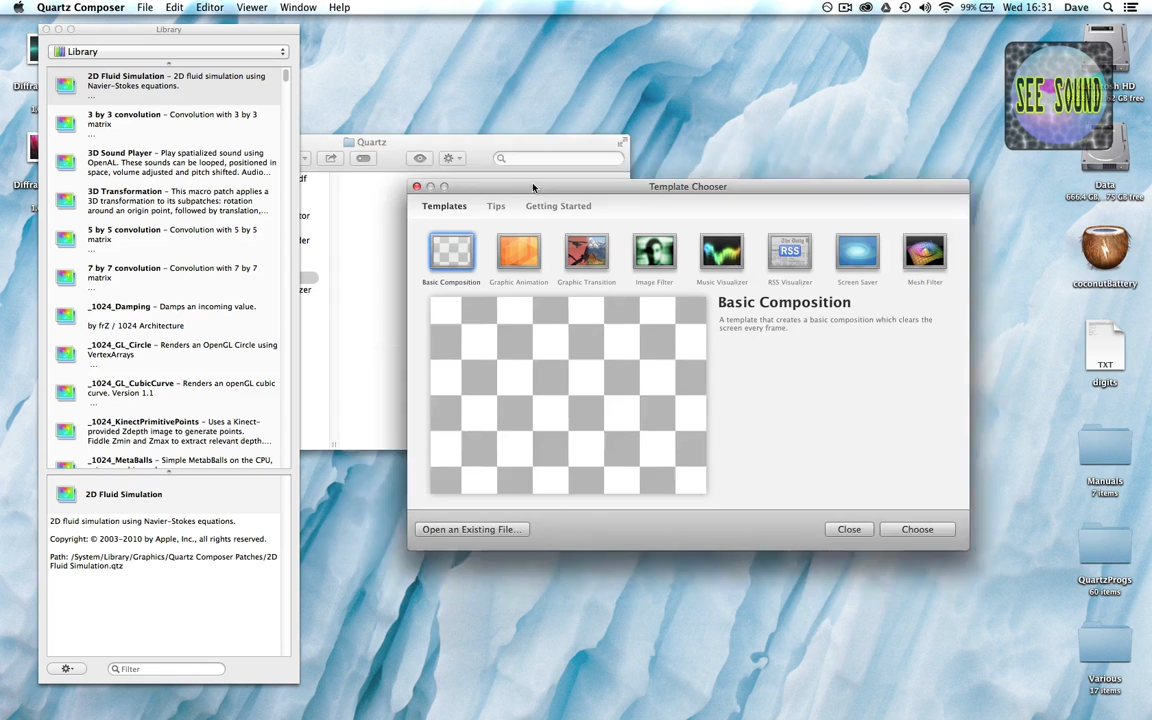 Quartz Composer File Edit Editor Viewer Window Help
99% Wed 16:31 Dave
Library
Library
2D Fluid Simulation - 2D fluid simulation using
Navier-Stokes equations.
...
3 by 3 convolution - Convolution with 3 by 3
matrix
...
3D Sound Player - Play spatialized sound using
OpenAL. These sounds can be looped, positioned in
space, volume adjusted and pitch shifted. Audio...
3D Transformation - This macro patch applies a
3D transformation to its subpatches: rotation
around an origin point, followed by translation,...
5 by 5 convolution - Convolution with 5 by 5
matrix
...
7 by 7 convolution - Convolution with 7 by 7
matrix
...
_1024_Damping - Damps an incoming value.
by frZ / 1024 Architecture
_1024_GL_Circle - Renders an OpenGL Circle using
VertexArrays
...
_1024_GL_CubicCurve - Renders an openGL cubic
curve. Version 1.1
...
_1024_KinectPrimitivePoints - Uses a Kinect-
provided Zdepth image to generate points.
Fiddle Zmin and Zmax to extract relevant depth....
_1024_MetaBalls - Simple MetabBalls on the CPU,
2D Fluid Simulation
2D fluid simulation using Navier-Stokes equations.
Copyright: © 2003-2010 by Apple, Inc., all rights reserved.
Path: /System/Library/Graphics/Quartz Composer Patches/2D
Fluid Simulation.qtz
Filter
Quartz
Template Chooser
Templates Tips Getting Started
RSS
Basic Composition Graphic Animation Graphic Transition Image Filter Music Visualizer RSS Visualizer Screen Saver Mesh Filter
Basic Composition
A template that creates a basic composition which clears the
screen every frame.
Open an Existing File... Close Choose
SEE SOUND
Data
coconutBattery
TXT
digits
Manuals
7 items
QuartzProgs
60 items
Various
17 items